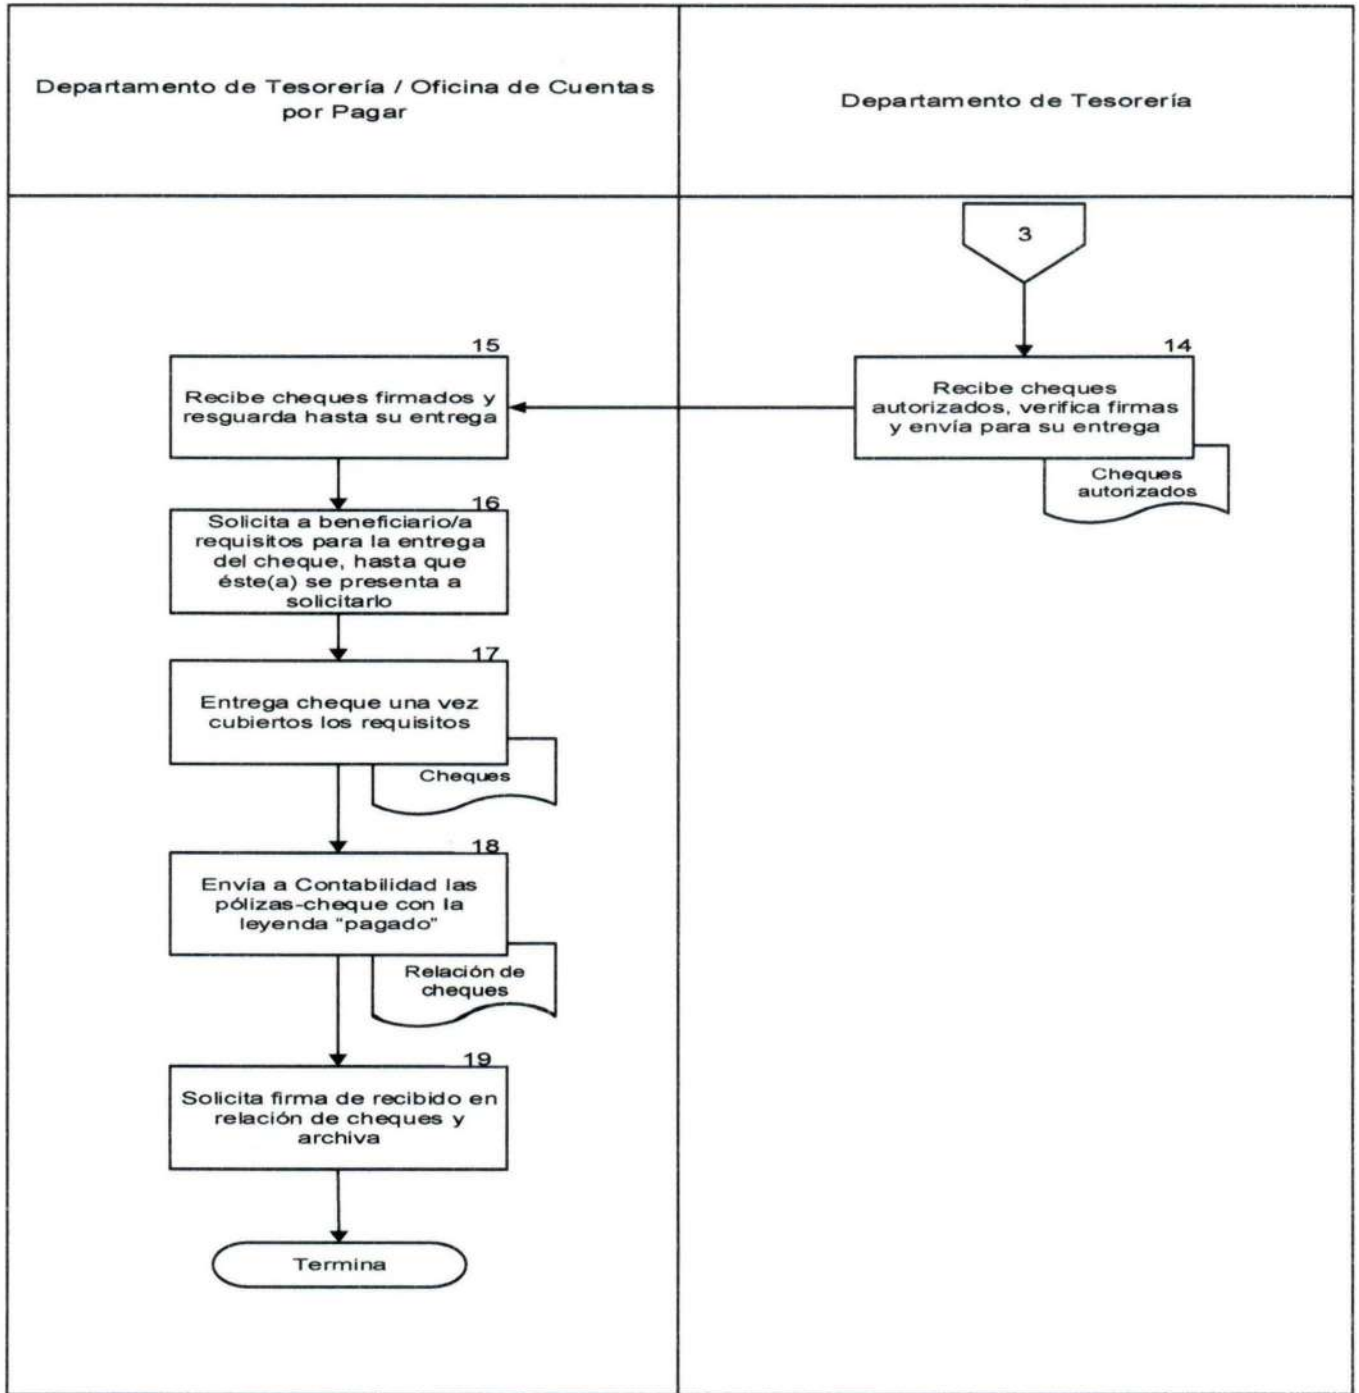 Departamento de Tesorería / Oficina de Cuentas
por Pagar
Departamento de Tesorería
3
14
Recibe cheques
autorizados, verifica firmas
y envía para su entrega
Cheques
autorizados
15
Recibe cheques firmados y
resguarda hasta su entrega
16
Solicita a beneficiario/a
requisitos para la entrega
del cheque, hasta que
éste(a) se presenta a
solicitarlo
17
Entrega cheque una vez
cubiertos los requisitos
Cheques
18
Envía a Contabilidad las
pólizas-cheque con la
leyenda "pagado"
Relación de
cheques
19
Solicita firma de recibido en
relación de cheques y
archiva
Termina